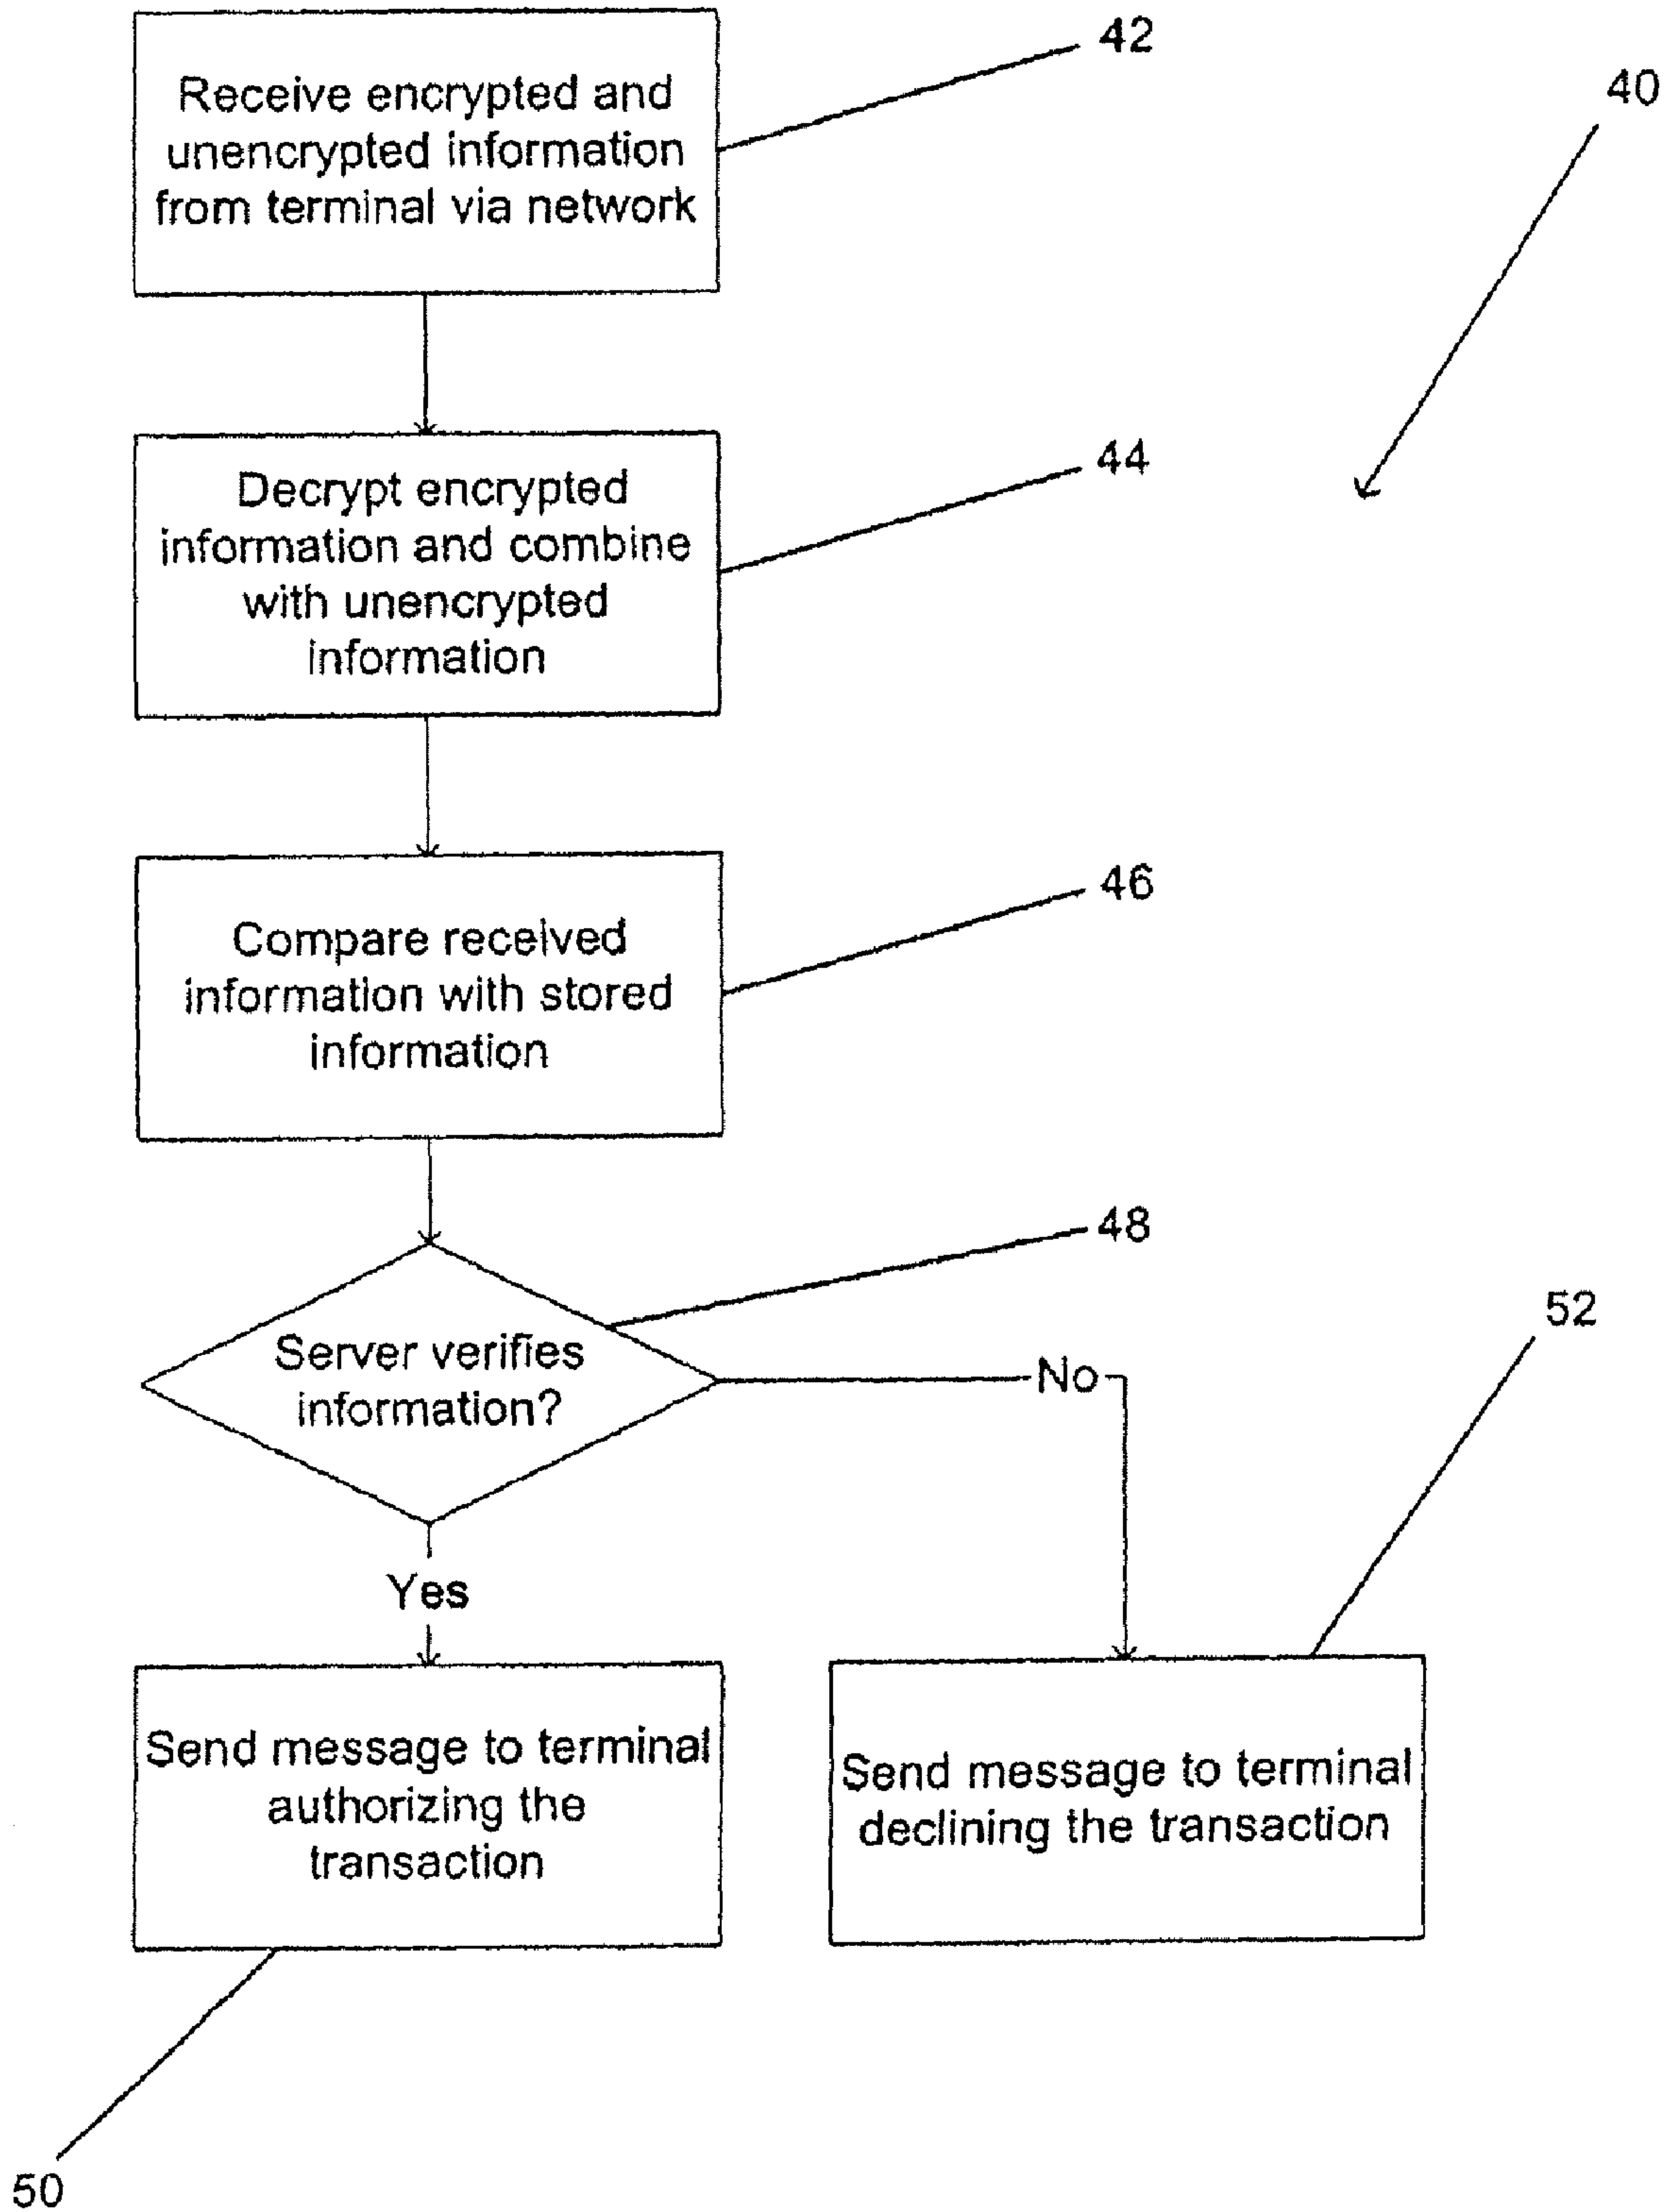 42
40
Receive encrypted and
unencrypted information
from terminal via network
44
Decrypt encrypted
information and combine
with unencrypted
information
46
Compare received
information with stored
information
48
Server verifies
information?
52
No
Yes
Send message to terminal
authorizing the
transaction
Send message to terminal
declining the transaction
50